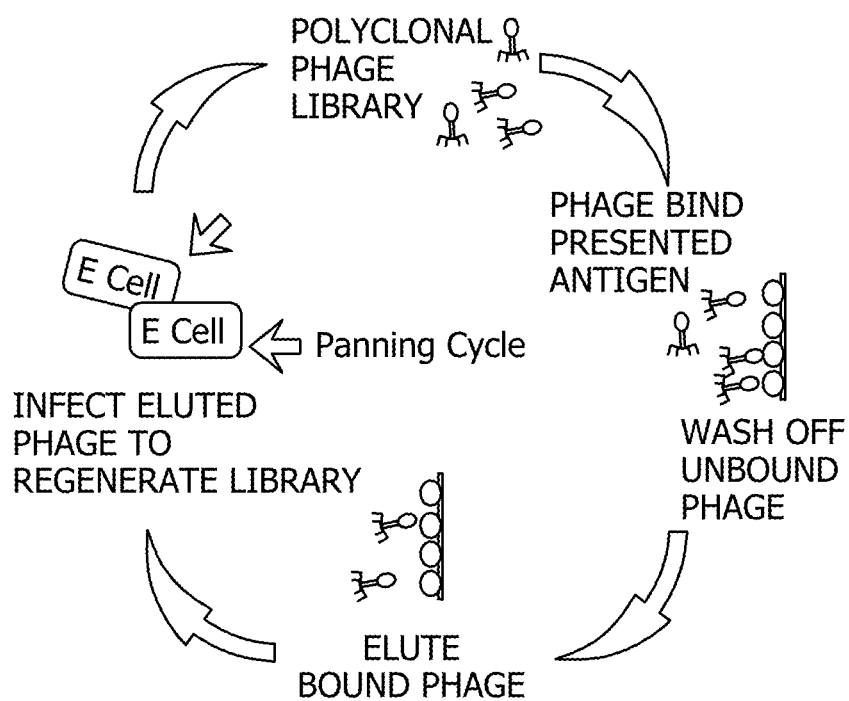 POLYCLONAL
PHAGE
LIBRARY
PHAGE BIND
PRESENTED
ANTIGEN
WASH OFF
UNBOUND
PHAGE
ELUTE
BOUND PHAGE
INFECT ELUTED
PHAGE TO
REGENERATE LIBRARY
E Cell
E Cell
Panning Cycle